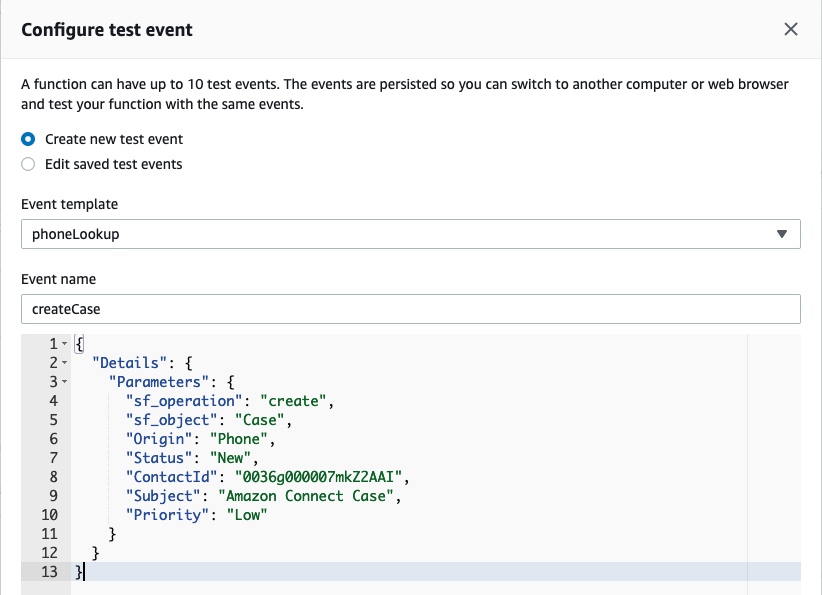 Configure test event
A function can have up to 10 test events. The events are persisted so you can switch to another computer or web browser
and test your function with the same events.
Create new test event
Edit saved test events
Event template
phoneLookup
Event name
createCase
1 {
2 "Details": {
3 "Parameters": {
4 "sf_operation": "create",
5 "sf_object": "Case",
6 "Origin": "Phone",
7 "Status": "New",
8 "ContactId": "0036g000007mkZ2AAI",
9 "Subject": "Amazon Connect Case",
10 "Priority": "Low"
11 }
12 }
13 }